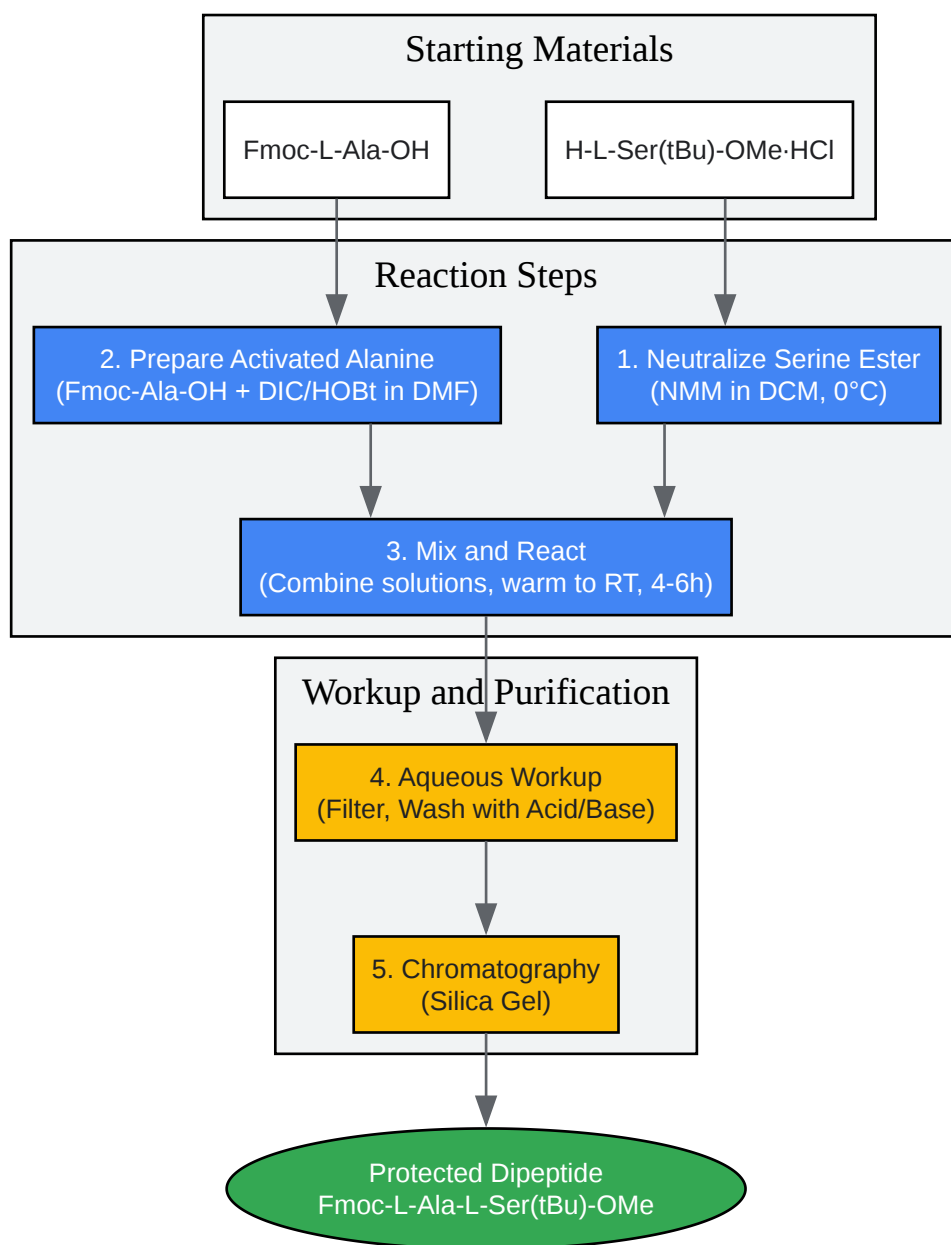 Starting Materials
Fmoc-L-Ala-OH
H-L-Ser(tBu)-OMe·HCl
Reaction Steps
2. Prepare Activated Alanine
(Fmoc-Ala-OH + DIC/HOBt in DMF)
1. Neutralize Serine Ester
(NMM in DCM, 0°C)
3. Mix and React
(Combine solutions, warm to RT, 4-6h)
Workup and Purification
4. Aqueous Workup
(Filter, Wash with Acid/Base)
5. Chromatography
(Silica Gel)
Protected Dipeptide
Fmoc-L-Ala-L-Ser(tBu)-OMe